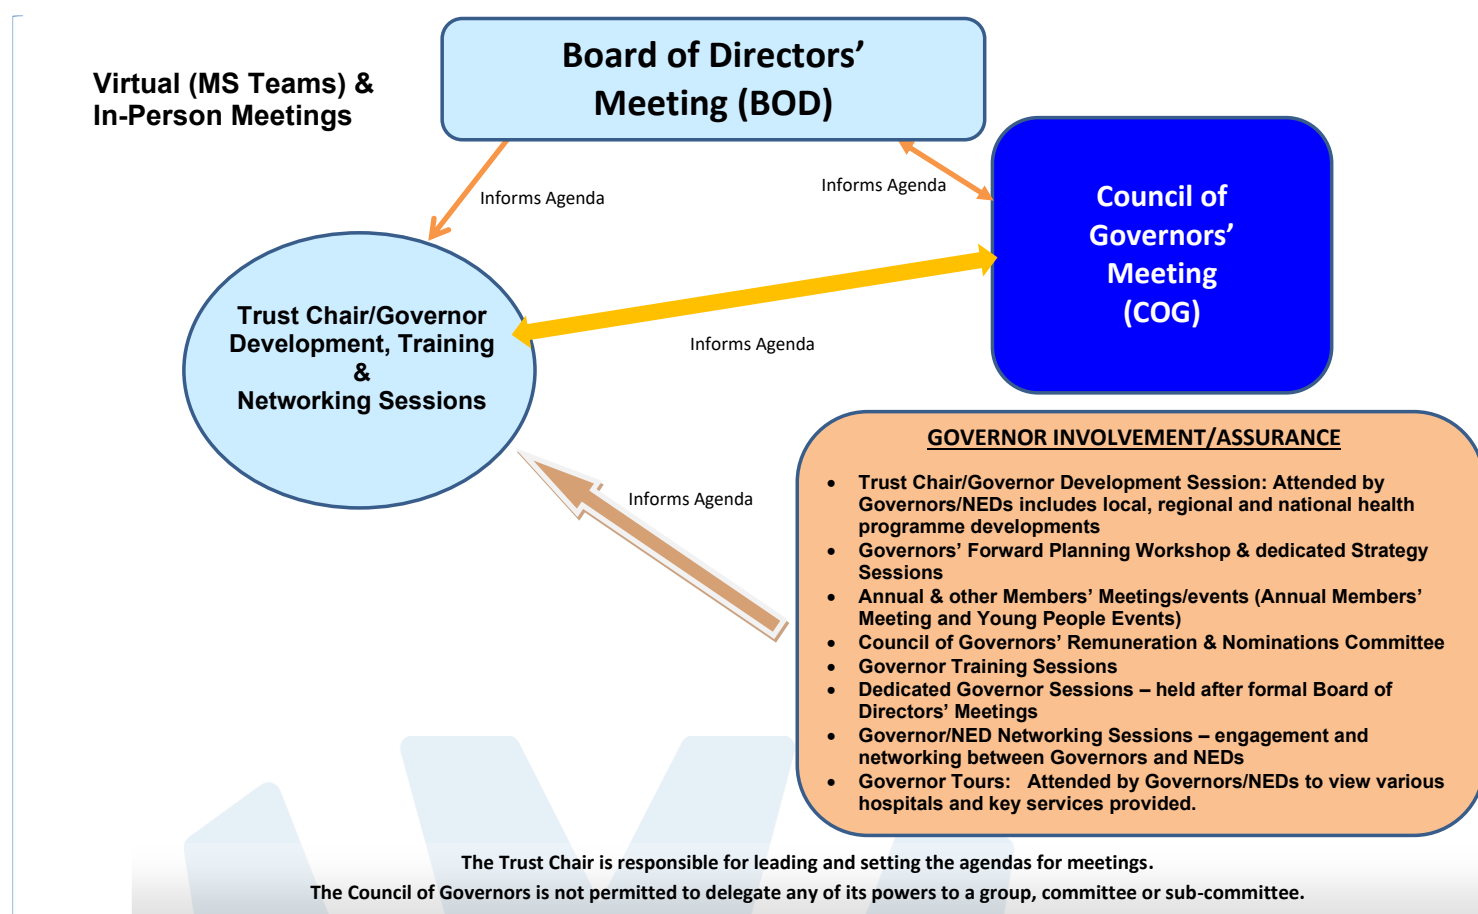 Virtual (MS Teams) &
In-Person Meetings
Board of Directors’
Meeting (BOD)
Informs Agenda
Informs Agenda
Council of
Governors’
Meeting
(COG)
Trust Chair/Governor
Development, Training
&
Networking Sessions
Informs Agenda
Informs Agenda
GOVERNOR INVOLVEMENT/ASSURANCE
• Trust Chair/Governor Development Session: Attended by
Governors/NEDs includes local, regional and national health
programme developments
• Governors’ Forward Planning Workshop & dedicated Strategy
Sessions
• Annual & other Members’ Meetings/events (Annual Members’
Meeting and Young People Events)
• Council of Governors’ Remuneration & Nominations Committee
• Governor Training Sessions
• Dedicated Governor Sessions – held after formal Board of
Directors’ Meetings
• Governor/NED Networking Sessions – engagement and
networking between Governors and NEDs
• Governor Tours: Attended by Governors/NEDs to view various
hospitals and key services provided.
The Trust Chair is responsible for leading and setting the agendas for meetings.
The Council of Governors is not permitted to delegate any of its powers to a group, committee or sub-committee.